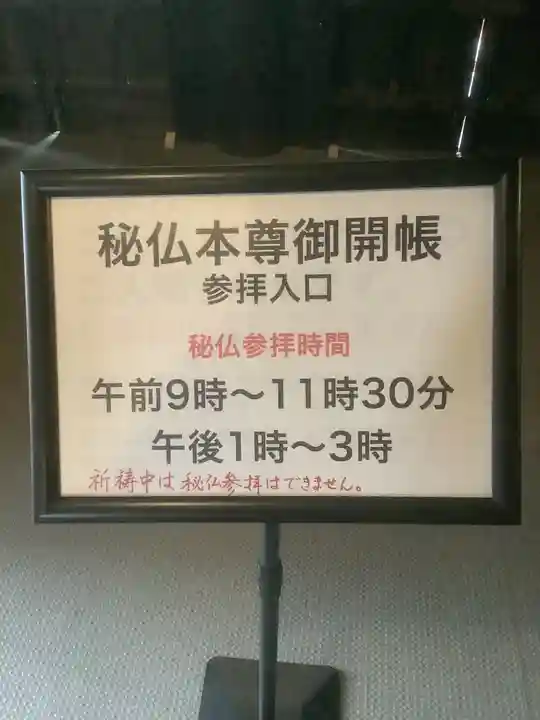 秘仏本尊御開帳
参拝入口
秘仏参拝時間
午前9時～11時30分
午後1時～3時
祈祷中は秘仏参拝はできません。